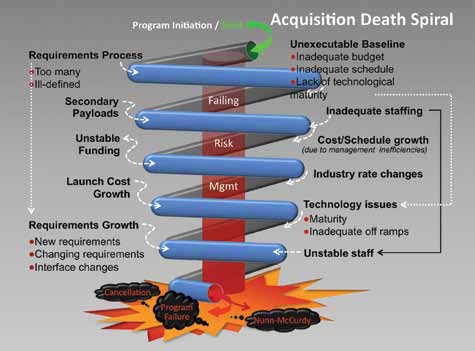 Acquisition Death Spiral
Program Initiation /
Requirements Process
Too many
Ill-defined
Unexecutable Baseline
Inadequate budget
Inadequate schedule
Lack of technological
maturity
Failing
Secondary
Payloads
Inadequate staffing
Unstable
Funding
Risk
Cost/Schedule growth
(due to management inefficiencies)
Launch Cost
Growth
Mgmt
Industry rate changes
Technology issues
Maturity
Inadequate off ramps
Requirements Growth
New requirements
Changing requirements
Interface changes
Unstable staff
Cancellation
Program
Failure
Nunn-McCurdy